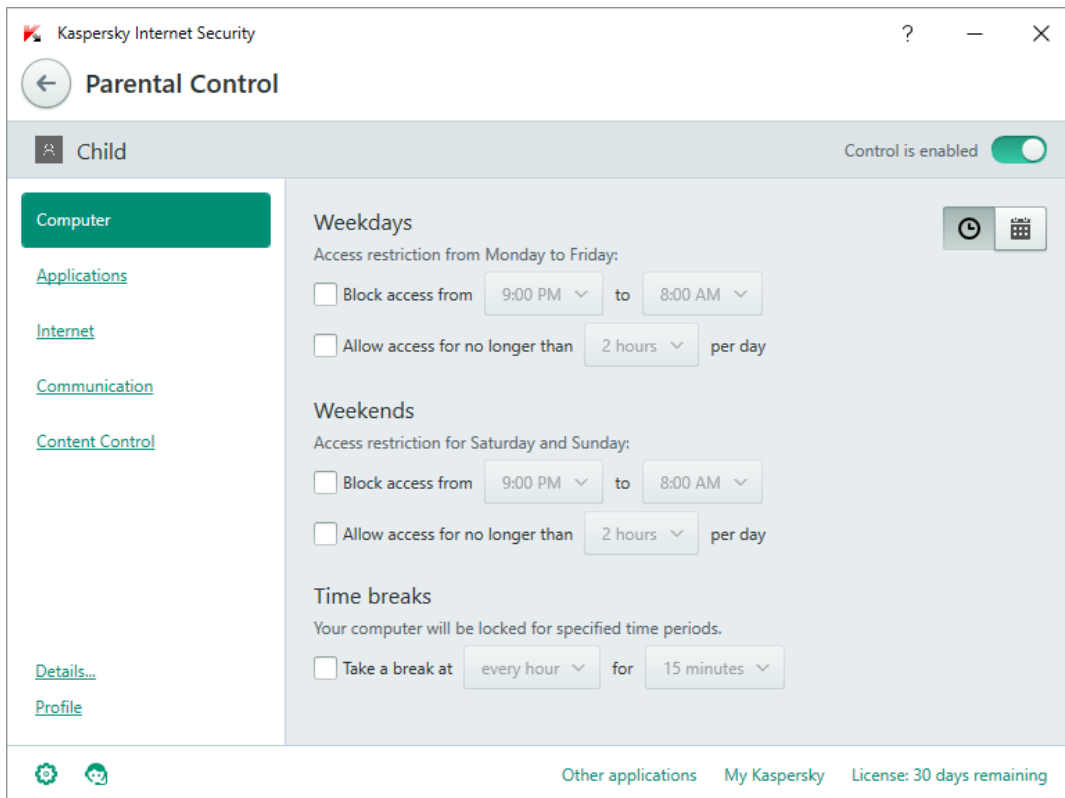 Kaspersky Internet Security
?
Parental Control
Child
Control is enabled
Computer
Applications
Internet
Communication
Content Control
Details...
Profile
Weekdays
Access restriction from Monday to Friday:
Block access from 9:00 PM to 8:00 AM
Allow access for no longer than 2 hours per day
Weekends
Access restriction for Saturday and Sunday:
Block access from 9:00 PM to 8:00 AM
Allow access for no longer than 2 hours per day
Time breaks
Your computer will be locked for specified time periods.
Take a break at every hour for 15 minutes
Other applications My Kaspersky License: 30 days remaining